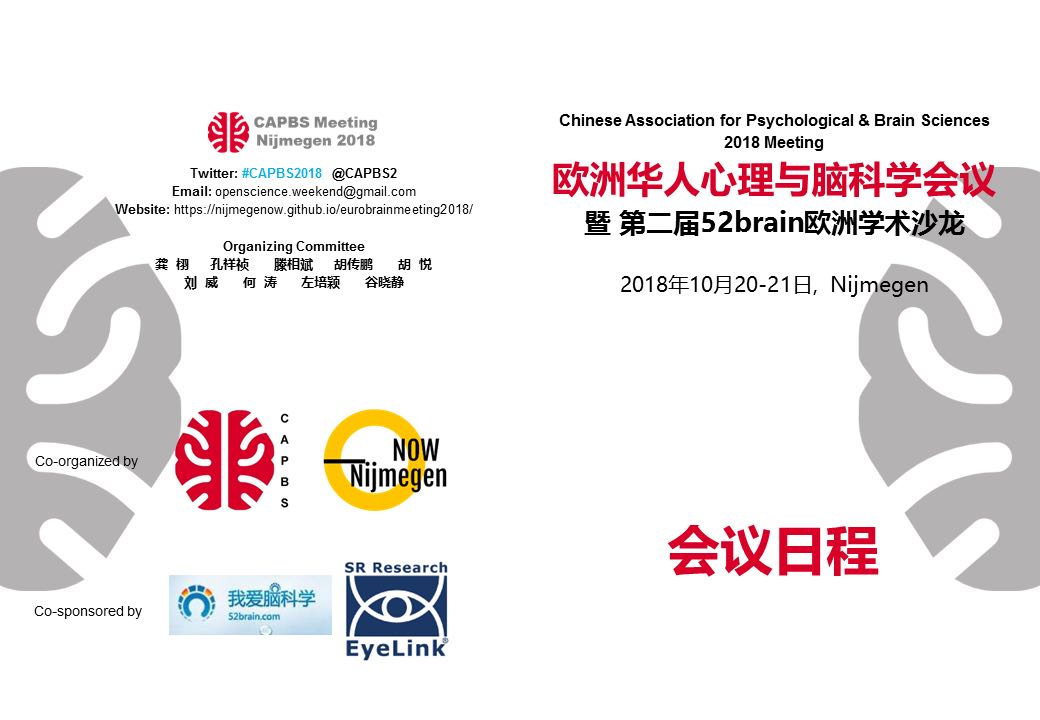 CAPBS Meeting
Nijmegen 2018
Twitter: #CAPBS2018 @CAPBS2
Email: openscience.weekend@gmail.com
Website: https://nijmegenow.github.io/eurobrainmeeting2018/
Organizing Committee
龚 栩 孔祥祯 滕相斌 胡传鹏 胡 悦
刘 威 何 涛 左培颖 谷晓静
Co-organized by
C
A
P
B
S
NOW
Nijmegen
Co-sponsored by
我爱脑科学
52brain.com
SR Research
EyeLink®
Chinese Association for Psychological & Brain Sciences
2018 Meeting
欧洲华人心理与脑科学会议
暨 第二届52brain欧洲学术沙龙
2018年10月20-21日, Nijmegen
会议日程